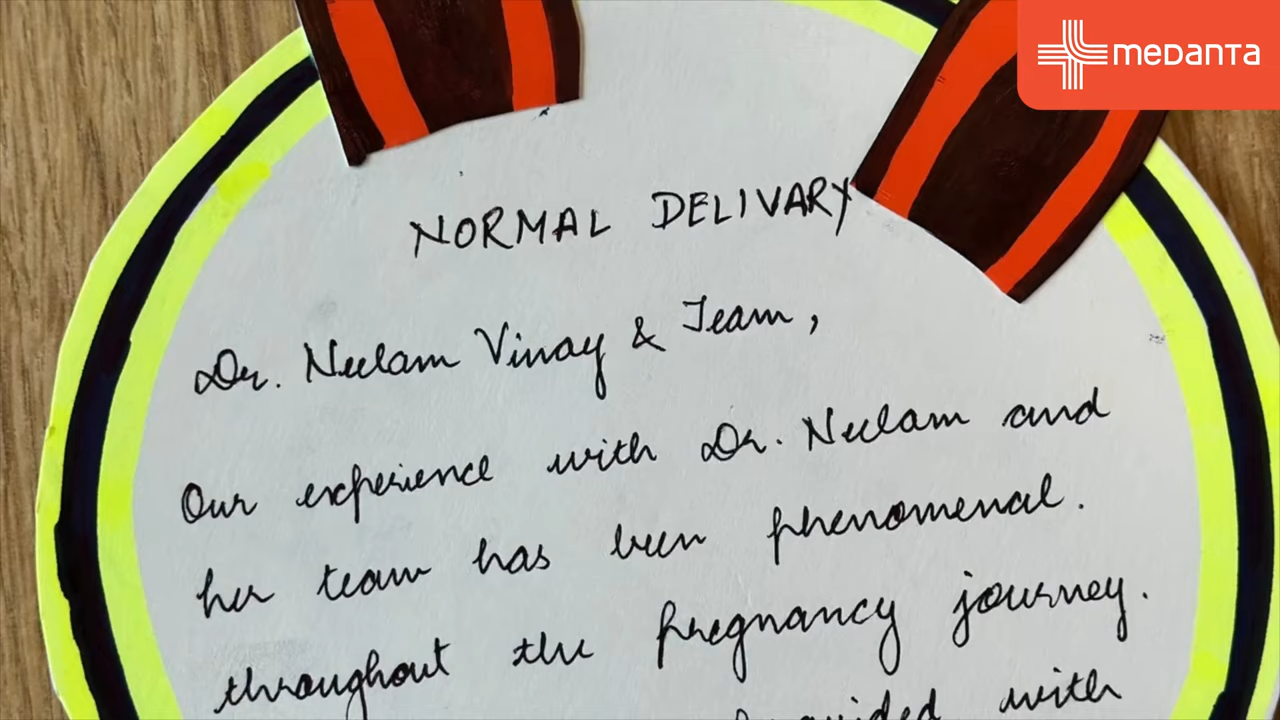 medanta
NORMAL DELIVARY
Dr. Neelam Vinay & Team,
Our experience with Dr. Neelam and
her team has been phenomenal.
throughout the pregnancy journey.
with